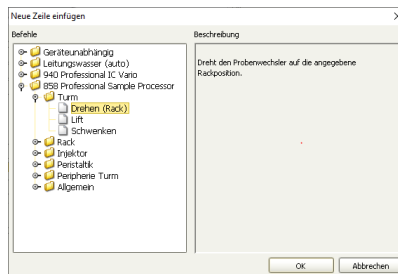 Neue Zeile einfügen
Befehle
Geräteunabhängig
Leitungswasser (auto)
940 Professional IC Vario
858 Professional Sample Processor
Turm
Drehen (Rack)
Lift
Schwenken
Rack
Injektor
Peristaltik
Peripherie Turm
Allgemein
Beschreibung
Dreht den Probenwechsler auf die angegebene
Rackposition.
OK
Abbrechen